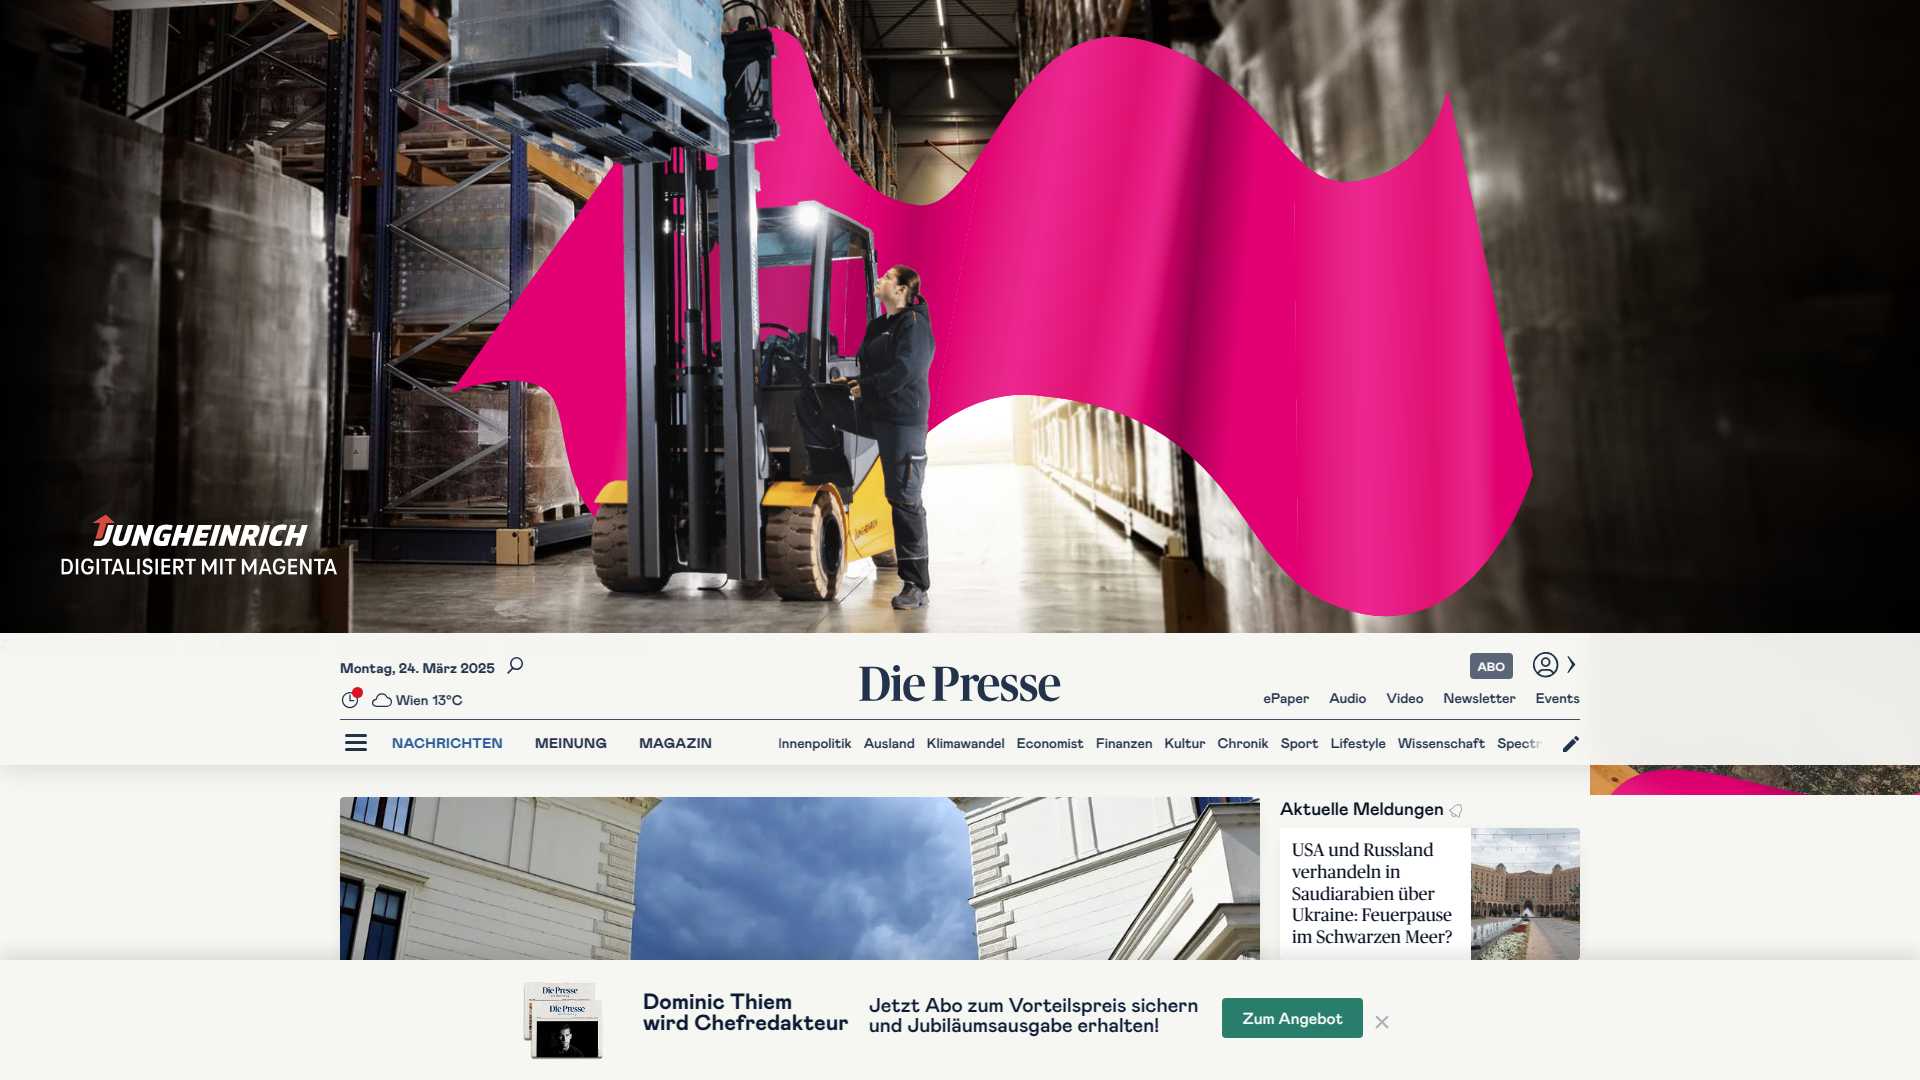 JUNGHEINRICH
DIGITALISIERT MIT MAGENTA
Montag, 24. März 2025
Wien 13°C
Die Presse
ABO
ePaper Audio Video Newsletter Events
NACHRICHTEN MEINUNG MAGAZIN
Innenpolitik Ausland Klimawandel Economist Finanzen Kultur Chronik Sport Lifestyle Wissenschaft Spectr
Aktuelle Meldungen
USA und Russland
verhandeln in
Saudiarabien über
Ukraine: Feuerpause
im Schwarzen Meer?
Die Presse
Die Presse
Dominic Thiem
wird Chefredakteur
Jetzt Abo zum Vorteilspreis sichern
und Jubiläumsausgabe erhalten!
Zum Angebot